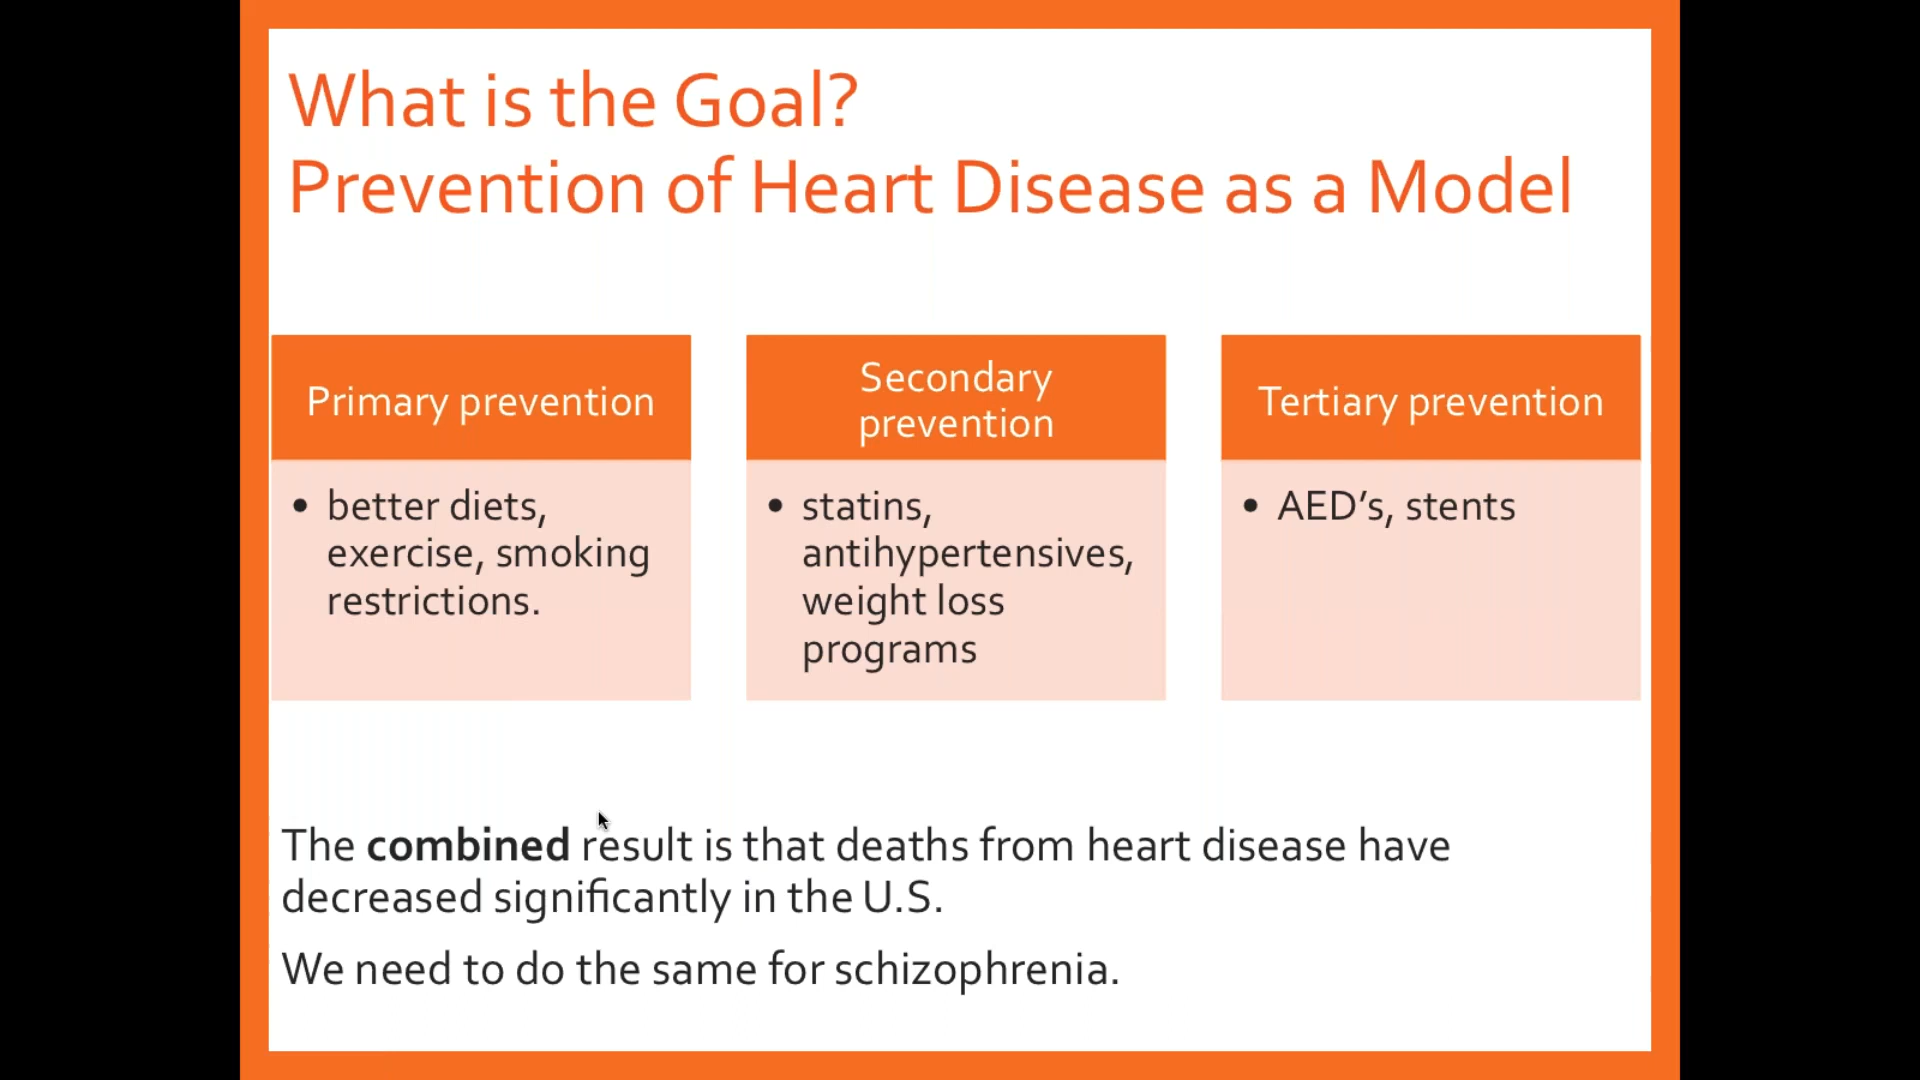 What is the Goal?
Prevention of Heart Disease as a Model
Primary prevention
• better diets,
exercise, smoking
restrictions.
Secondary
prevention
• statins,
antihypertensives,
weight loss
programs
Tertiary prevention
• AED’s, stents
The combined result is that deaths from heart disease have
decreased significantly in the U.S.
We need to do the same for schizophrenia.